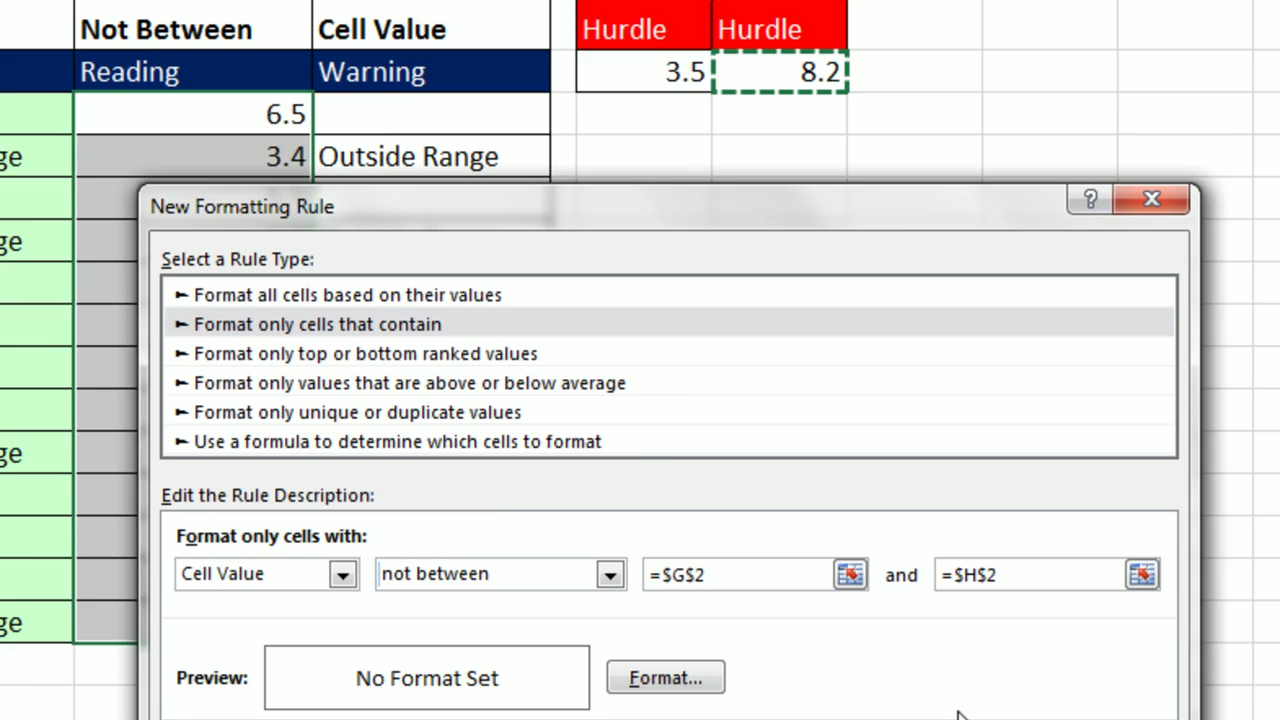 Not Between Cell Value Hurdle Hurdle
Reading Warning 3.5 8.2
6.5
ge 3.4 Outside Range
New Formatting Rule ?
Select a Rule Type:
ge
► Format all cells based on their values
► Format only cells that contain
► Format only top or bottom ranked values
► Format only values that are above or below average
► Format only unique or duplicate values
► Use a formula to determine which cells to format
ge
Edit the Rule Description:
Format only cells with:
Cell Value not between =$G$2 and =$H$2
ge
Preview: No Format Set Format...